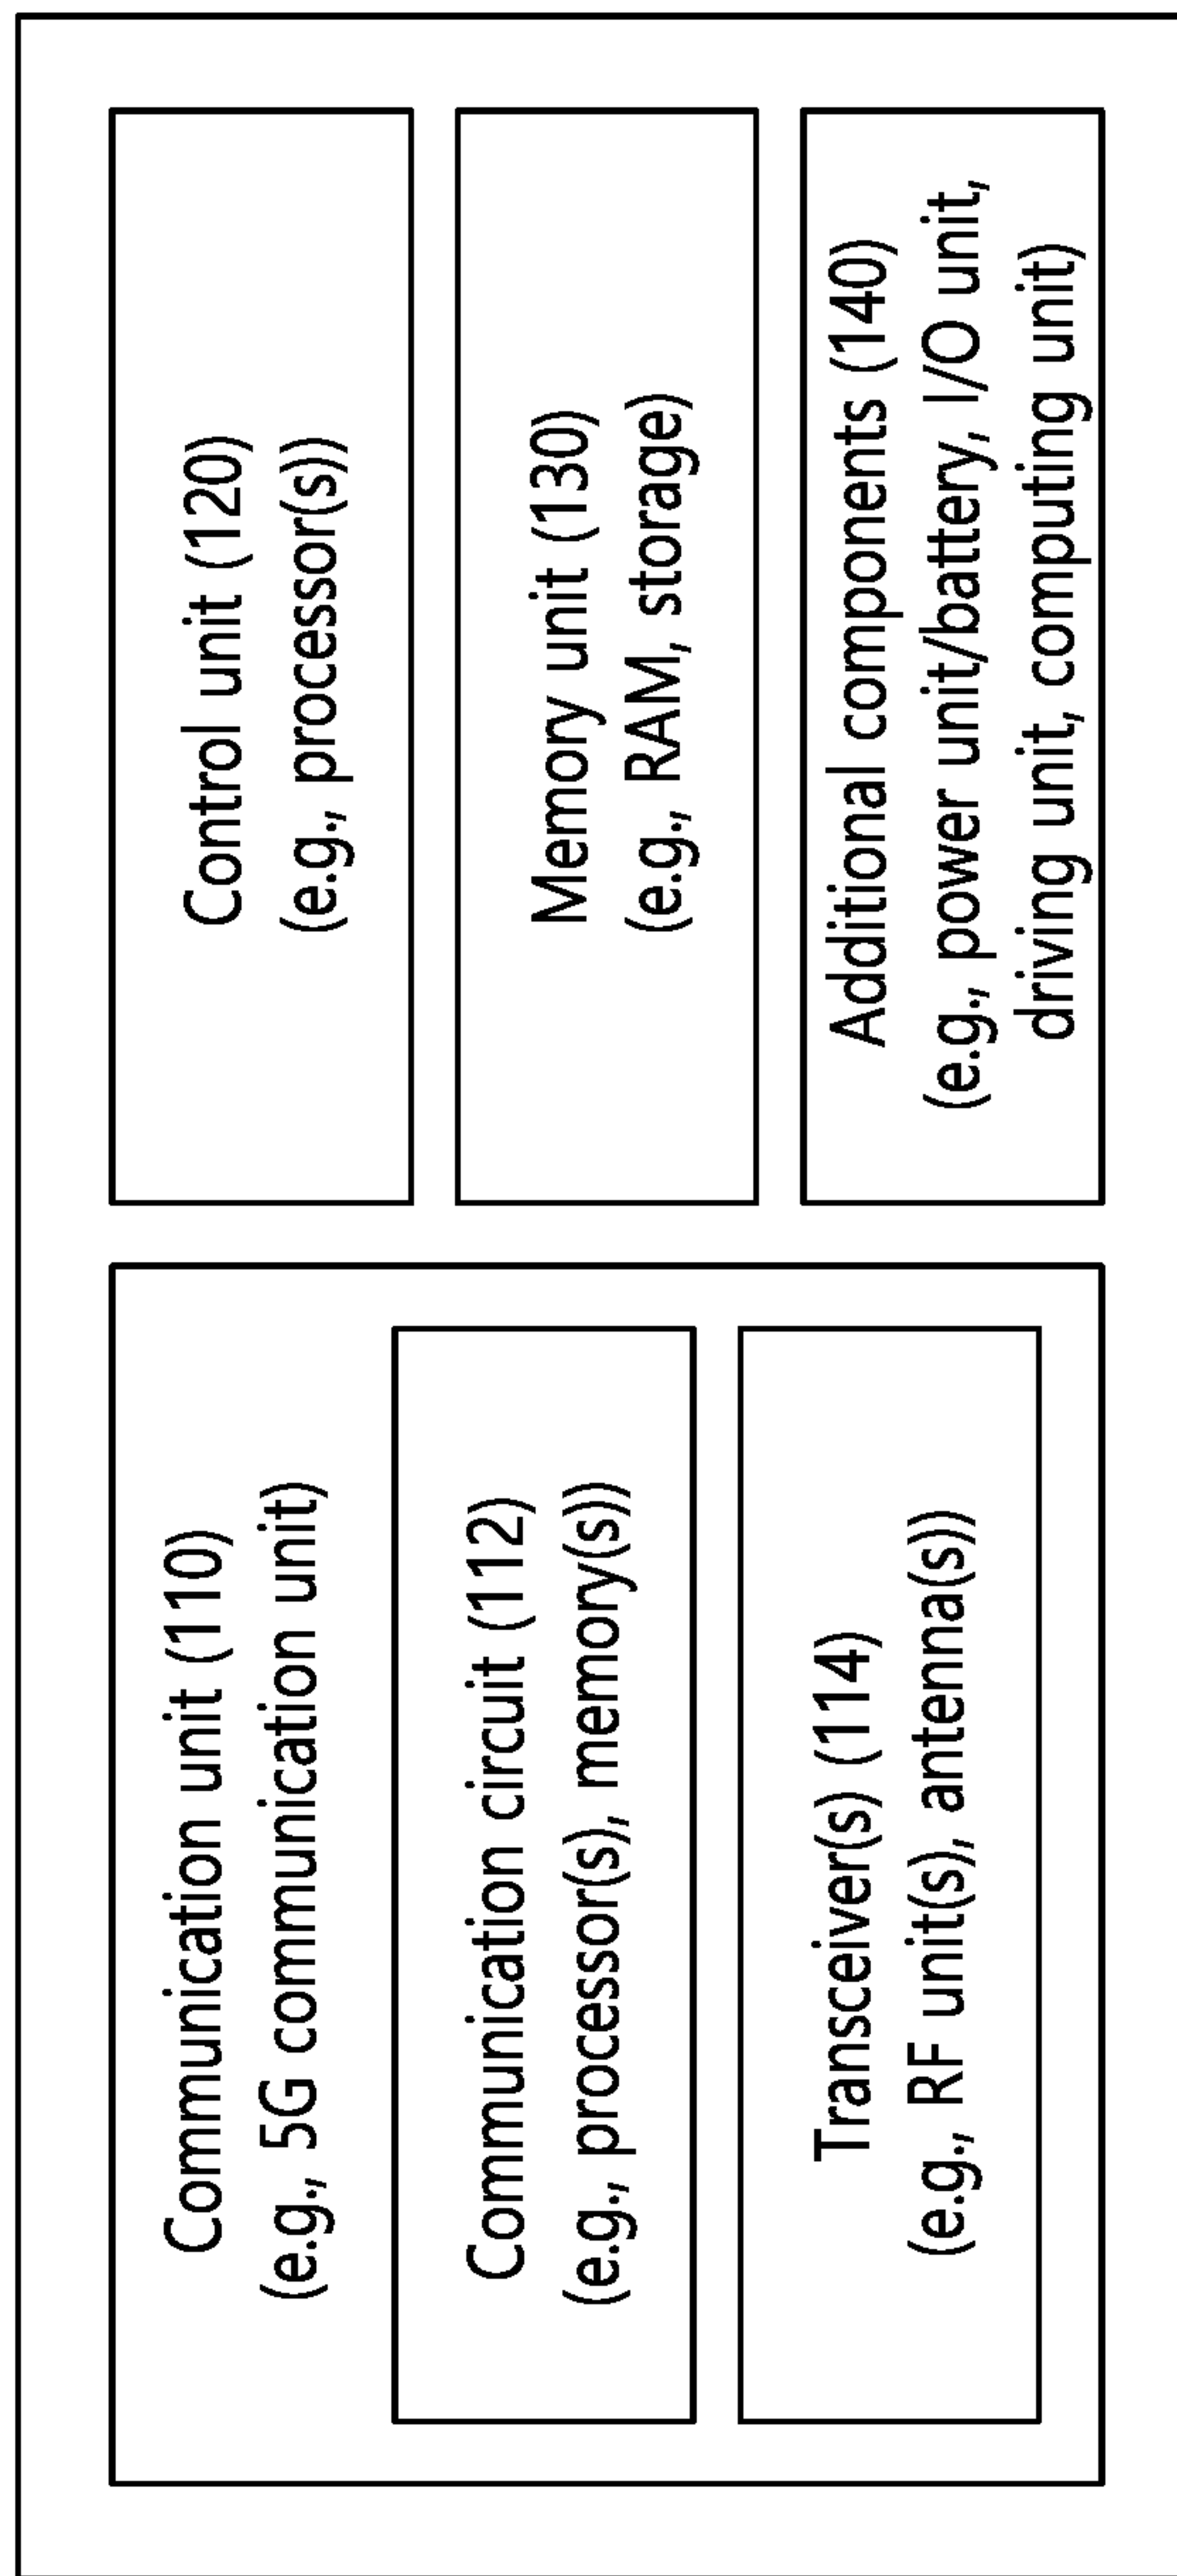 Communication unit (110)
(e.g., 5G communication unit)
Communication circuit (112)
(e.g., processor(s), memory(s))
Transceiver(s) (114)
(e.g., RF unit(s), antenna(s))
Control unit (120)
(e.g., processor(s))
Memory unit (130)
(e.g., RAM, storage)
Additional components (140)
(e.g., power unit/battery, I/O unit,
driving unit, computing unit)